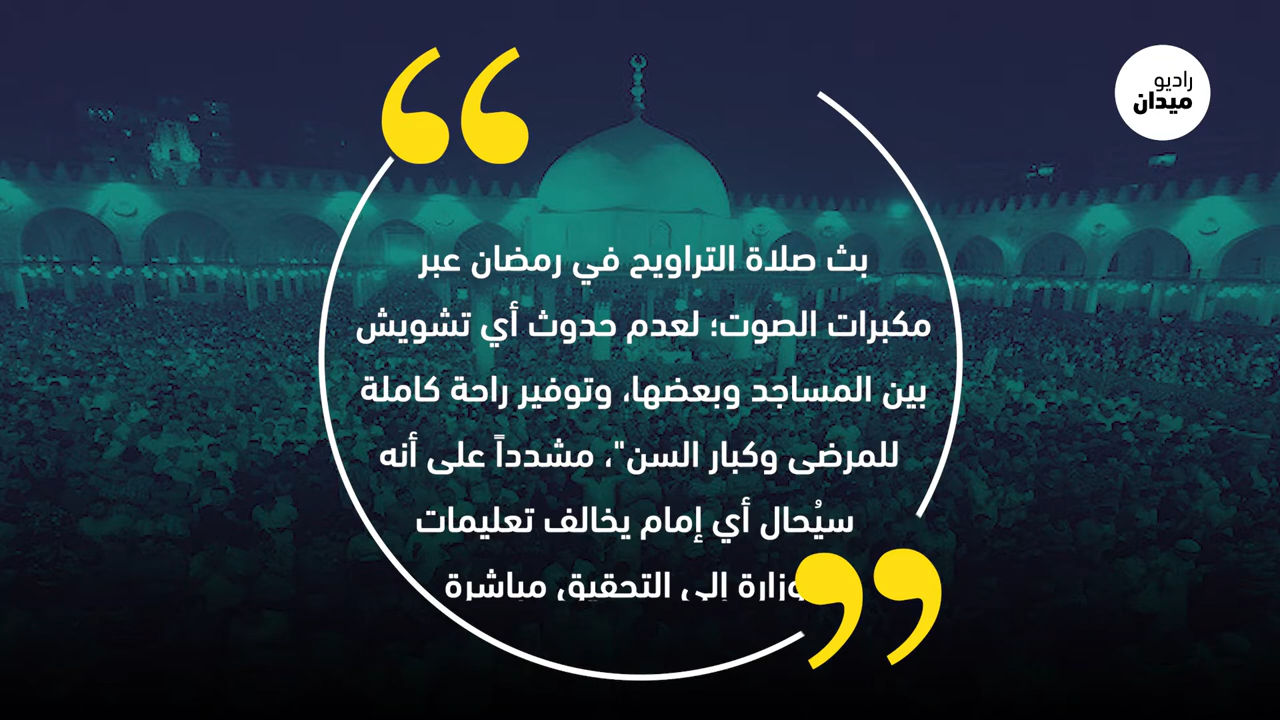 راديو
ميدان
بث صلاة التراويح في رمضان عبر
مكبرات الصوت؛ لعدم حدوث أي تشويش
بين المساجد وبعضها، وتوفير راحة كاملة
للمرضى وكبار السن"، مشدداً على أنه
سيُحال أي إمام يخالف تعليمات
وزارة إلى التحقيق مباشرة